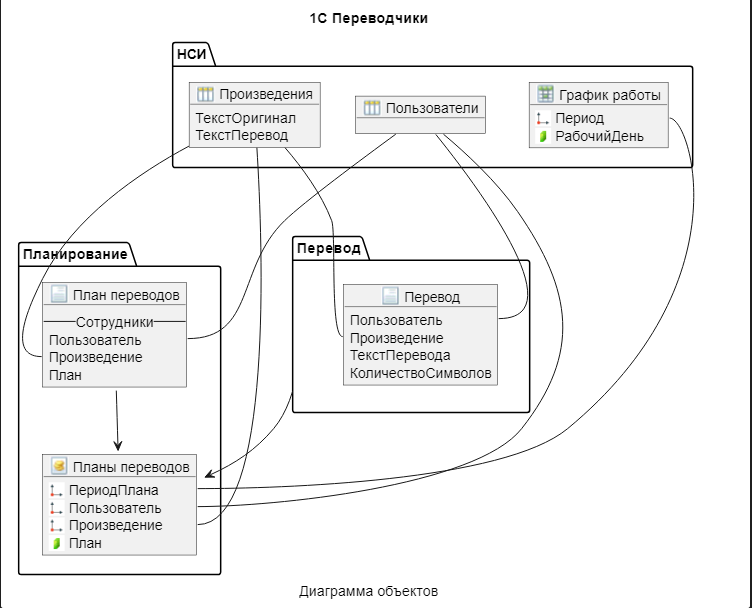 1С Переводчики
НСИ
Произведения
ТекстОригинал
ТекстПеревод
Пользователи
График работы
Период
РабочийДень
Планирование
План переводов
Сотрудники
Пользователь
Произведение
План
Перевод
Перевод
Пользователь
Произведение
ТекстПеревода
КоличествоСимволов
Планы переводов
ПериодПлана
Пользователь
Произведение
План
Диаграмма объектов